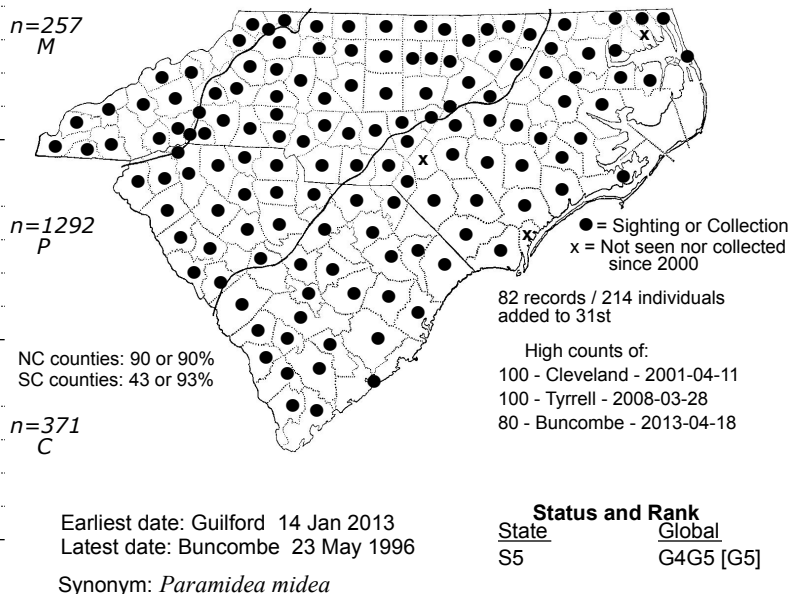 n=257
M
n=1292
P
n=371
C
● = Sighting or Collection
x = Not seen nor collected
since 2000
82 records / 214 individuals
added to 31st
High counts of:
100 - Cleveland - 2001-04-11
100 - Tyrrell - 2008-03-28
80 - Buncombe - 2013-04-18
NC counties: 90 or 90%
SC counties: 43 or 93%
x
x
x
Earliest date: Guilford 14 Jan 2013
Latest date: Buncombe 23 May 1996
Synonym: Paramidea midea
Status and Rank
State Global
S5 G4G5 [G5]